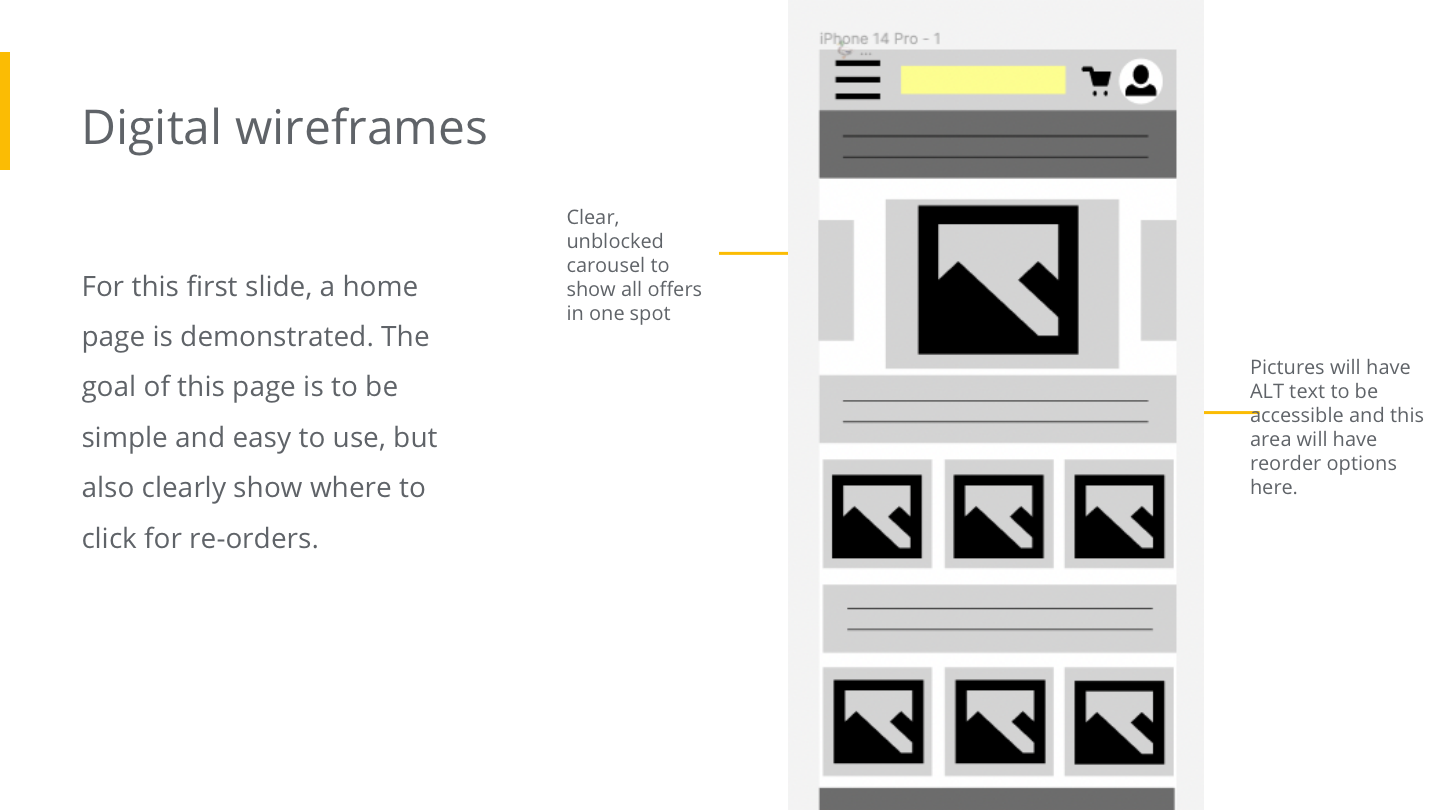 Digital wireframes
For this first slide, a home
page is demonstrated. The
goal of this page is to be
simple and easy to use, but
also clearly show where to
click for re-orders.
Clear,
unblocked
carousel to
show all offers
in one spot
iPhone 14 Pro - 1
...
Pictures will have
ALT text to be
accessible and this
area will have
reorder options
here.